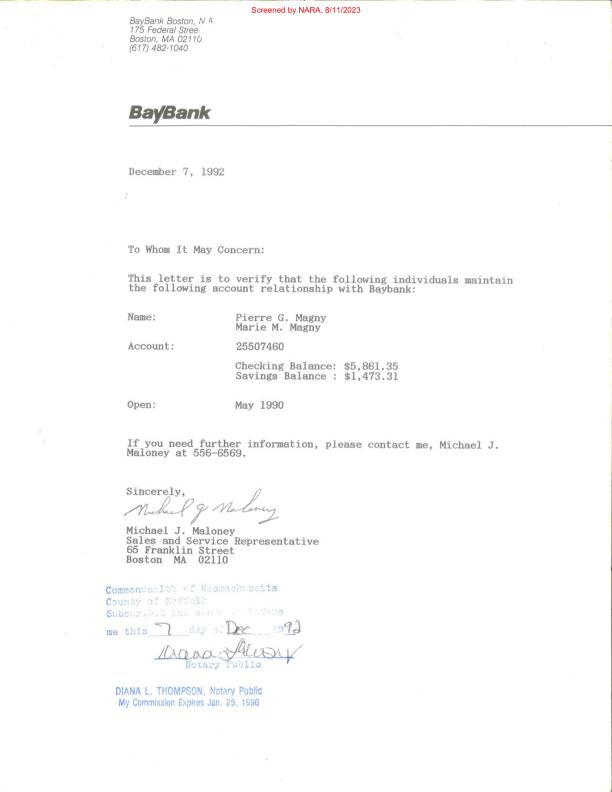 Screened by NARA, 8/11/2023
BayBank Boston, N A
175 Federal Stree
Boston, MA 02110
(617) 482-1040
BayBank
December 7, 1992
To Whom It May Concern:
This letter is to verify that the following individuals maintain
the following account relationship with Baybank:
Name: Pierre G. Magny
Marie M. Magny
Account: 25507460
Checking Balance: $5,861.35
Savings Balance : $1,473.31
Open: May 1990
If you need further information, please contact me, Michael J.
Maloney at 556-6569.
Sincerely,
Michael J Maloney
Michael J. Maloney
Sales and Service Representative
65 Franklin Street
Boston MA 02110
Commonwealth of Massachusetts
County of Suffolk
Subscribed and sworn to before
me this 7 day of Dec 1992
Notary Public
DIANA L. THOMPSON, Notary Public
My Commission Expires Jan. 25, 1996